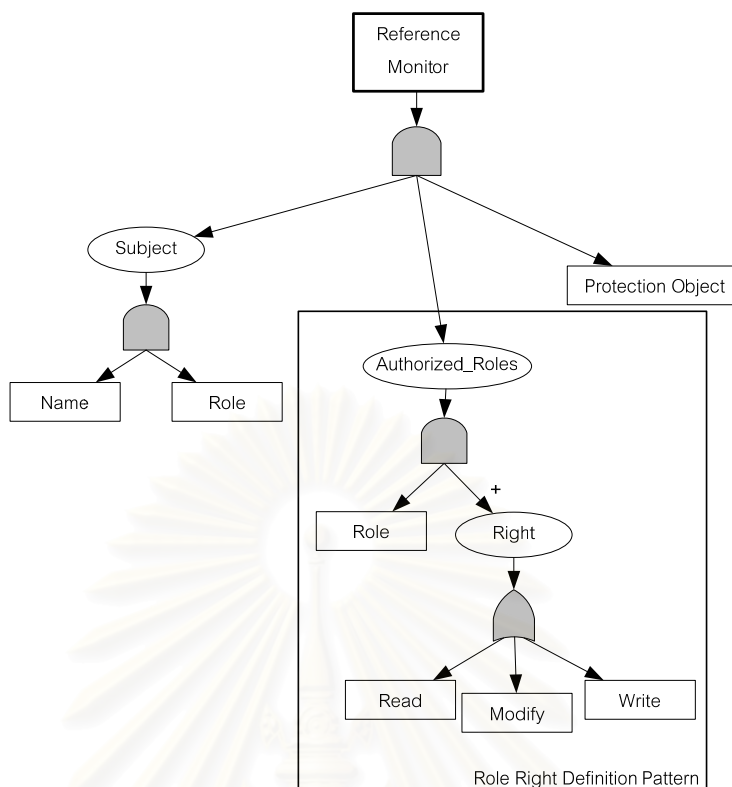 Reference
Monitor
Subject
Protection Object
Authorized_Roles
Name
Role
+
Role
Right
Read
Modify
Write
Role Right Definition Pattern